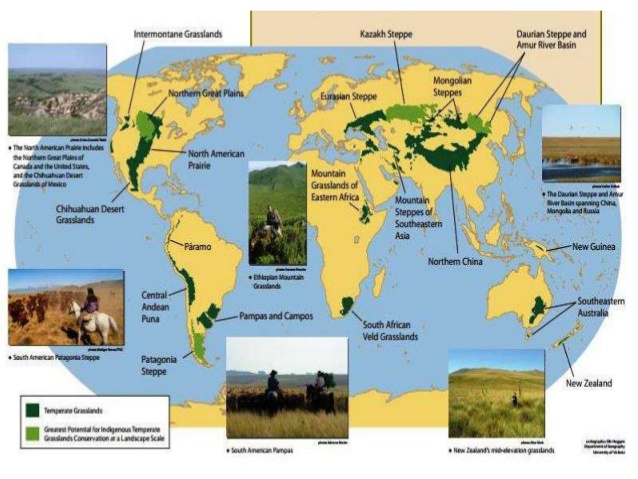 Intermontane Grasslands
Kazakh Steppe
Daurian Steppe and
Amur River Basin
Northern Great Plains
Eurasian Steppe
Mongolian
Steppes
• The North American Prairie includes
the Northern Great Plains of
Canada and the United States,
and the Chihuahuan Desert
Grasslands of Mexico
North American
Prairie
Mountain
Grasslands of
Eastern Africa
• The Daurian Steppe and Amur
River Basin spanning China,
Mongolia and Russia
Chihuahuan Desert
Grasslands
Mountain
Steppes of
Southeastern
Asia
Páramo
New Guinea
Northern China
• Ethiopian Mountain
Grasslands
Central
Andean
Puna
Southeastern
Australia
Pampas and Campos
South African
Veld Grasslands
• South American Patagonia Steppe
Patagonia
Steppe
New Zealand
Temperate Grasslands
Greatest Potential for Indigenous Temperate
Grasslands Conservation at a Landscape Scale
• South American Pampas
• New Zealand's mid-elevation grasslands
Department of Geography
University of Victoria